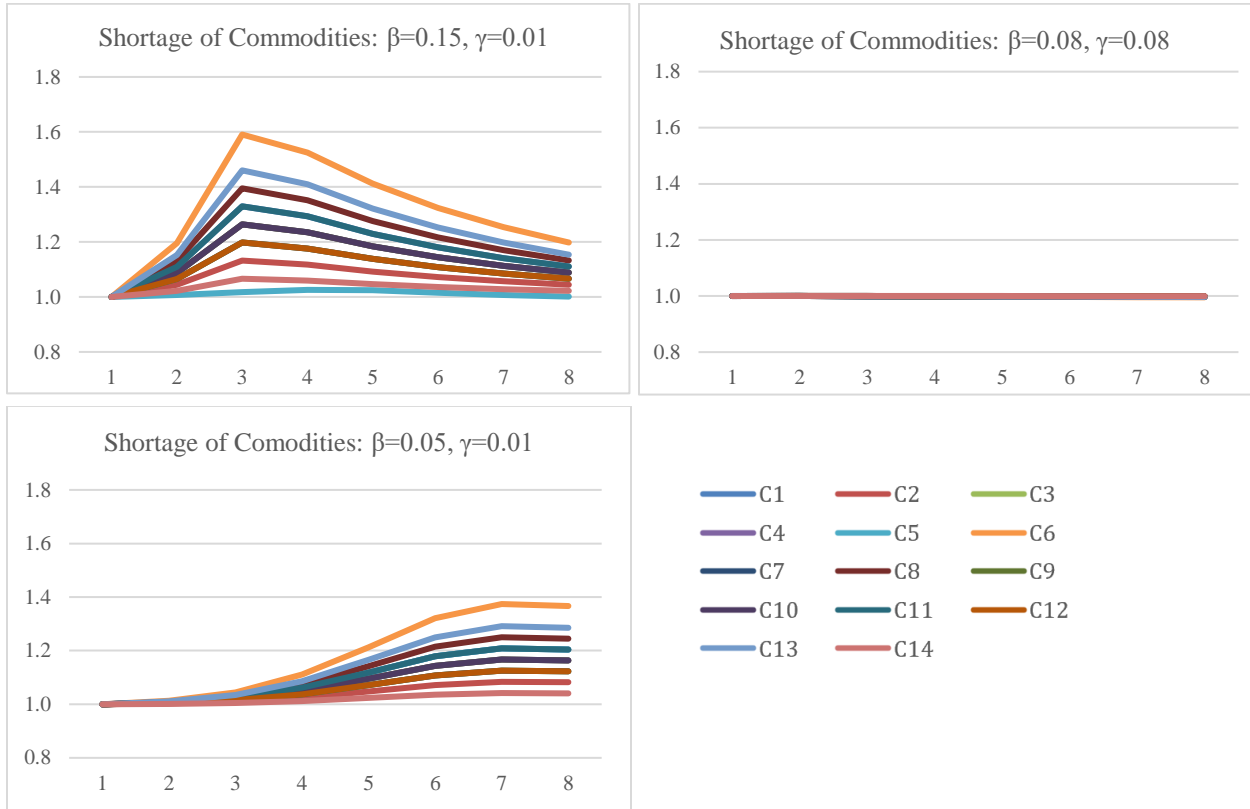 Shortage of Commodities: β=0.15, γ=0.01
1.8
1.6
1.4
1.2
1.0
0.8
1 2 3 4 5 6 7 8
Shortage of Commodities: β=0.08, γ=0.08
1.8
1.6
1.4
1.2
1.0
0.8
1 2 3 4 5 6 7 8
Shortage of Comodities: β=0.05, γ=0.01
1.8
1.6
1.4
1.2
1.0
0.8
1 2 3 4 5 6 7 8
C1 C2 C3
C4 C5 C6
C7 C8 C9
C10 C11 C12
C13 C14